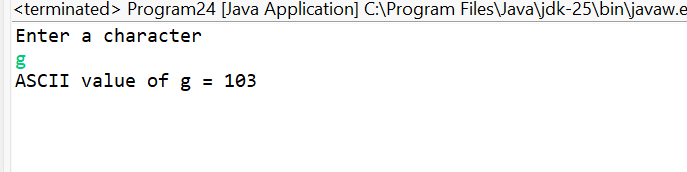 <terminated> Program24 [Java Application] C:\Program Files\Java\jdk-25\bin\javaw.e
Enter a character
g
ASCII value of g = 103